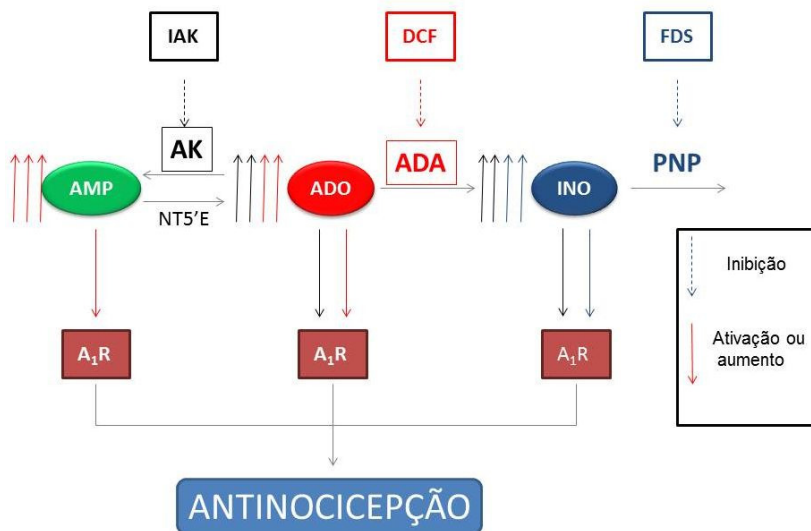 IAK
DCF
FDS
AK
ADA
PNP
AMP
ADO
INO
NT5’E
Inibição
Ativação ou
aumento
A₁R
A₁R
A₁R
ANTINOCICEPÇÃO